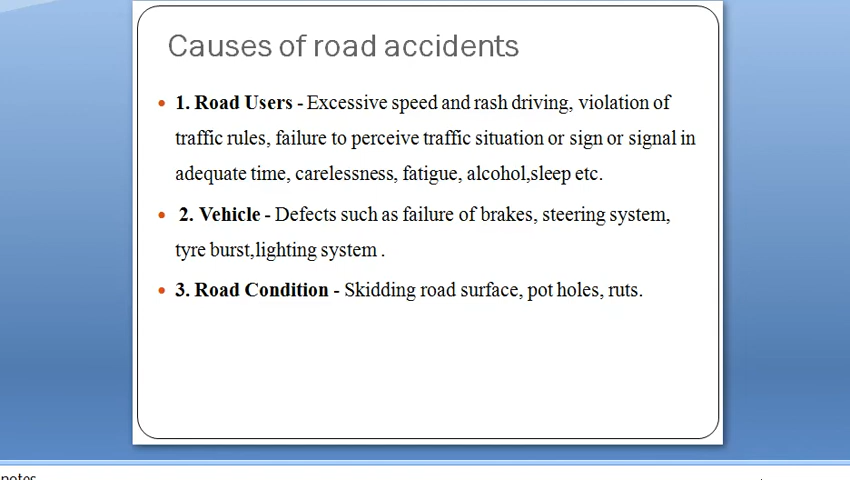 Causes of road accidents
• 1. Road Users - Excessive speed and rash driving, violation of
traffic rules, failure to perceive traffic situation or sign or signal in
adequate time, carelessness, fatigue, alcohol,sleep etc.
• 2. Vehicle - Defects such as failure of brakes, steering system,
tyre burst,lighting system .
• 3. Road Condition - Skidding road surface, pot holes, ruts.
notes